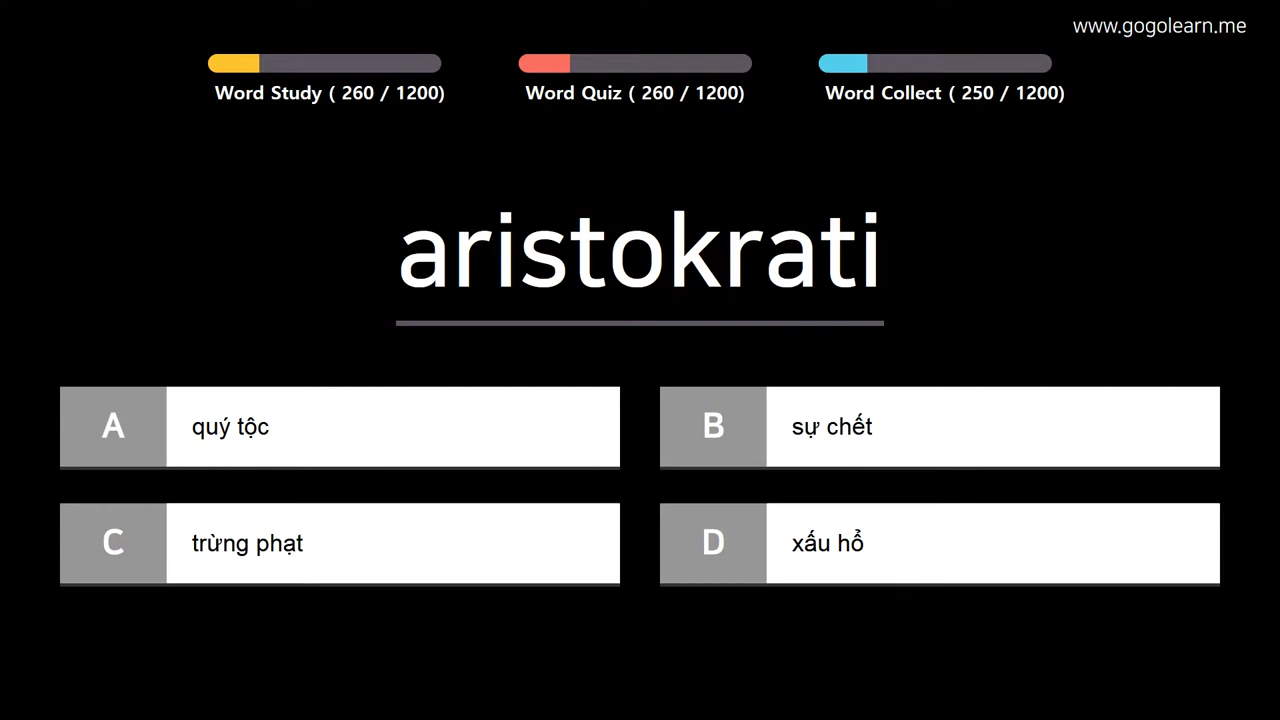 www.gogolearn.me
Word Study ( 260 / 1200)
Word Quiz ( 260 / 1200)
Word Collect ( 250 / 1200)
aristokrati
A quý tộc
B sự chết
C trừng phạt
D xấu hổ